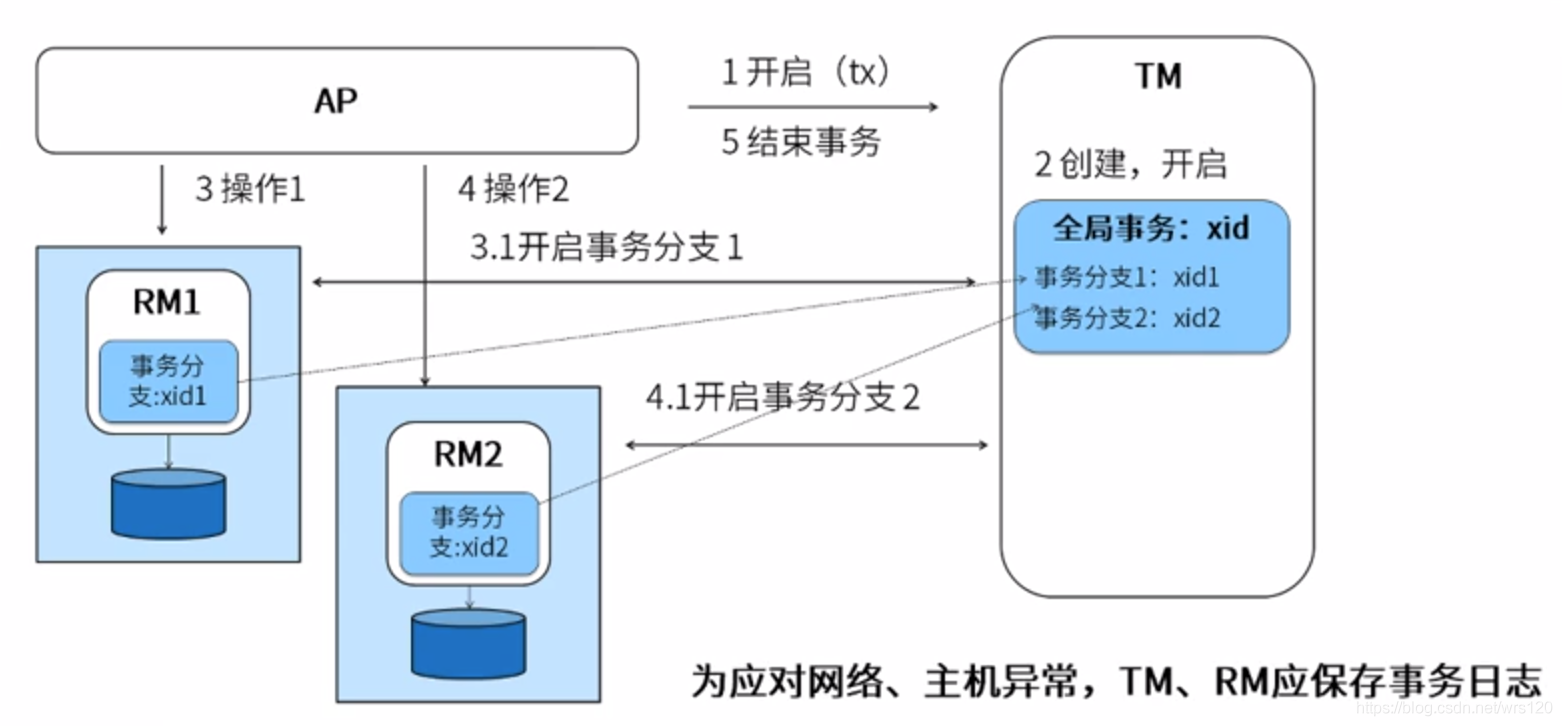 AP
1 开启（tx）
5 结束事务
TM
2 创建，开启
全局事务：xid
事务分支1：xid1
事务分支2：xid2
3 操作1
4 操作2
3.1开启事务分支1
RM1
事务分
支:xid1
4.1开启事务分支2
RM2
事务分
支:xid2
为应对网络、主机异常，TM、RM应保存事务日志
https://blog.csdn.net/wrs120